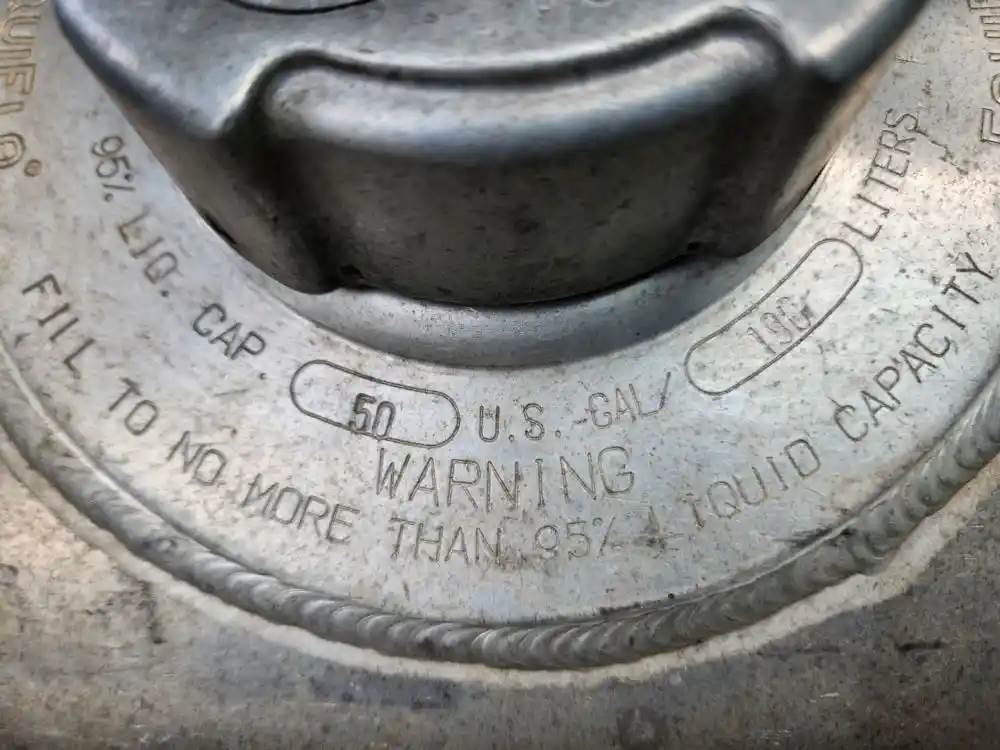 95% LIQ. CAP. 50 U.S. GAL/ 190 LITERS
WARNING
FILL TO NO MORE THAN 95% LIQUID CAPACITY